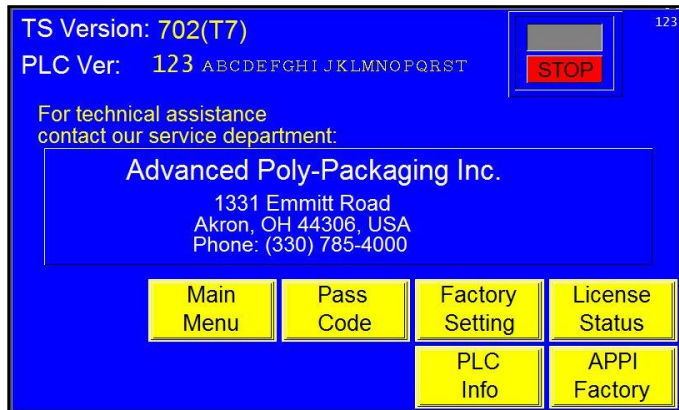 TS Version: 702(T7)
123
PLC Ver: 123 ABCDEFGHIJKLMNOPQRST
STOP
For technical assistance
contact our service department:
Advanced Poly-Packaging Inc.
1331 Emmitt Road
Akron, OH 44306, USA
Phone: (330) 785-4000
Main Menu
Pass Code
Factory Setting
License Status
PLC Info
APPI Factory